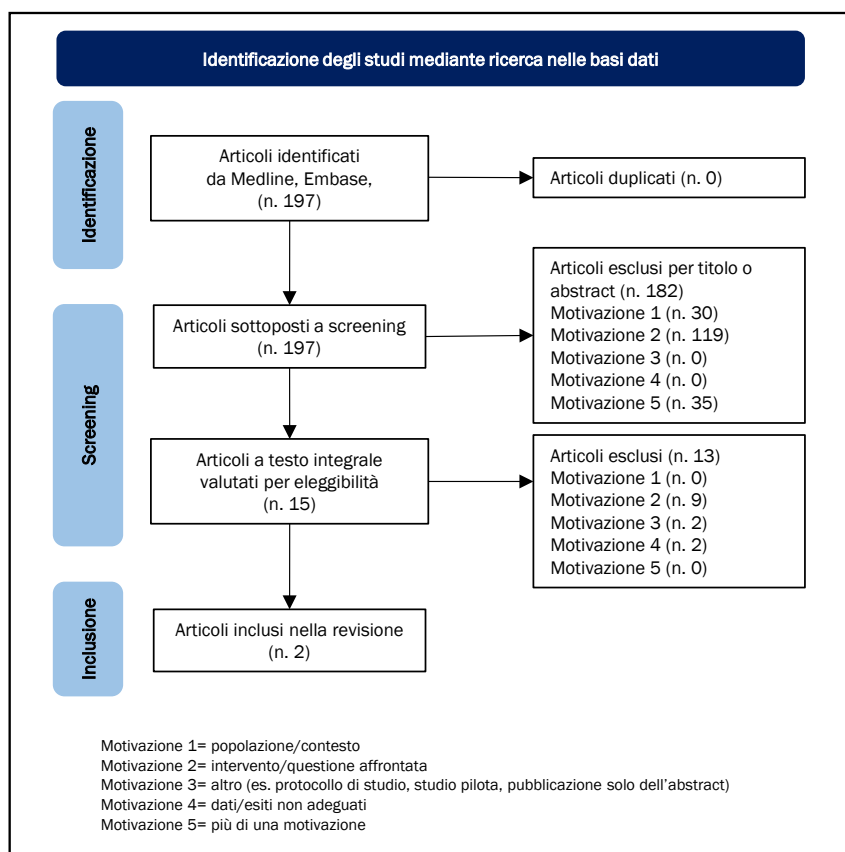 Identificazione degli studi mediante ricerca nelle basi dati
Identificazione
Articoli identificati
da Medline, Embase,
(n. 197)
Articoli duplicati (n. 0)
Screening
Articoli sottoposti a screening
(n. 197)
Articoli esclusi per titolo o
abstract (n. 182)
Motivazione 1 (n. 30)
Motivazione 2 (n. 119)
Motivazione 3 (n. 0)
Motivazione 4 (n. 0)
Motivazione 5 (n. 35)
Articoli a testo integrale
valutati per eleggibilità
(n. 15)
Articoli esclusi (n. 13)
Motivazione 1 (n. 0)
Motivazione 2 (n. 9)
Motivazione 3 (n. 2)
Motivazione 4 (n. 2)
Motivazione 5 (n. 0)
Inclusione
Articoli inclusi nella revisione
(n. 2)
Motivazione 1= popolazione/contesto
Motivazione 2= intervento/questione affrontata
Motivazione 3= altro (es. protocollo di studio, studio pilota, pubblicazione solo dell'abstract)
Motivazione 4= dati/esiti non adeguati
Motivazione 5= più di una motivazione